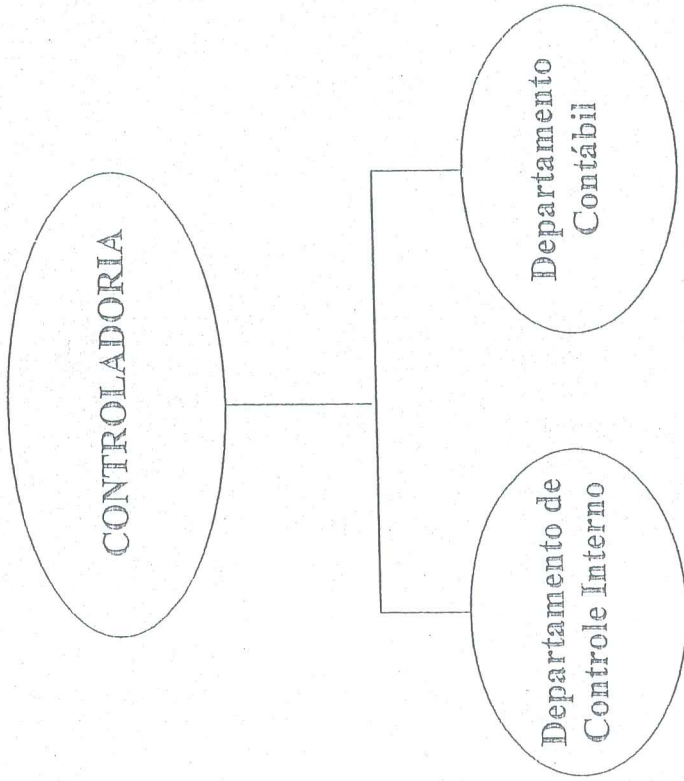 CONTROLADORIA
Departamento de
Controle Interno
Departamento
Contábil